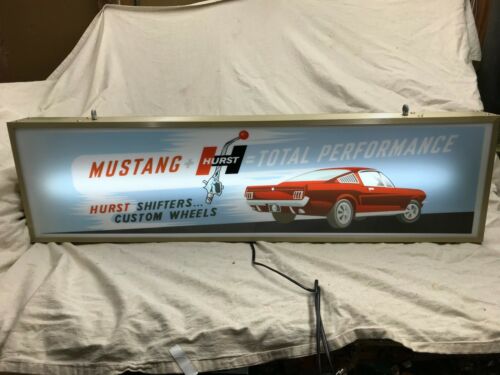 MUSTANG + HURST = TOTAL PERFORMANCE
HURST SHIFTERS...
CUSTOM WHEELS